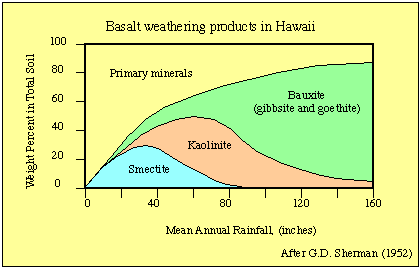 Basalt weathering products in Hawaii
Weight Percent in Total Soil
100
80
60
40
20
0
Primary minerals
Bauxite
(gibbsite and goethite)
Kaolinite
Smectite
0 40 80 120 160
Mean Annual Rainfall, (inches)
After G.D. Sherman (1952)